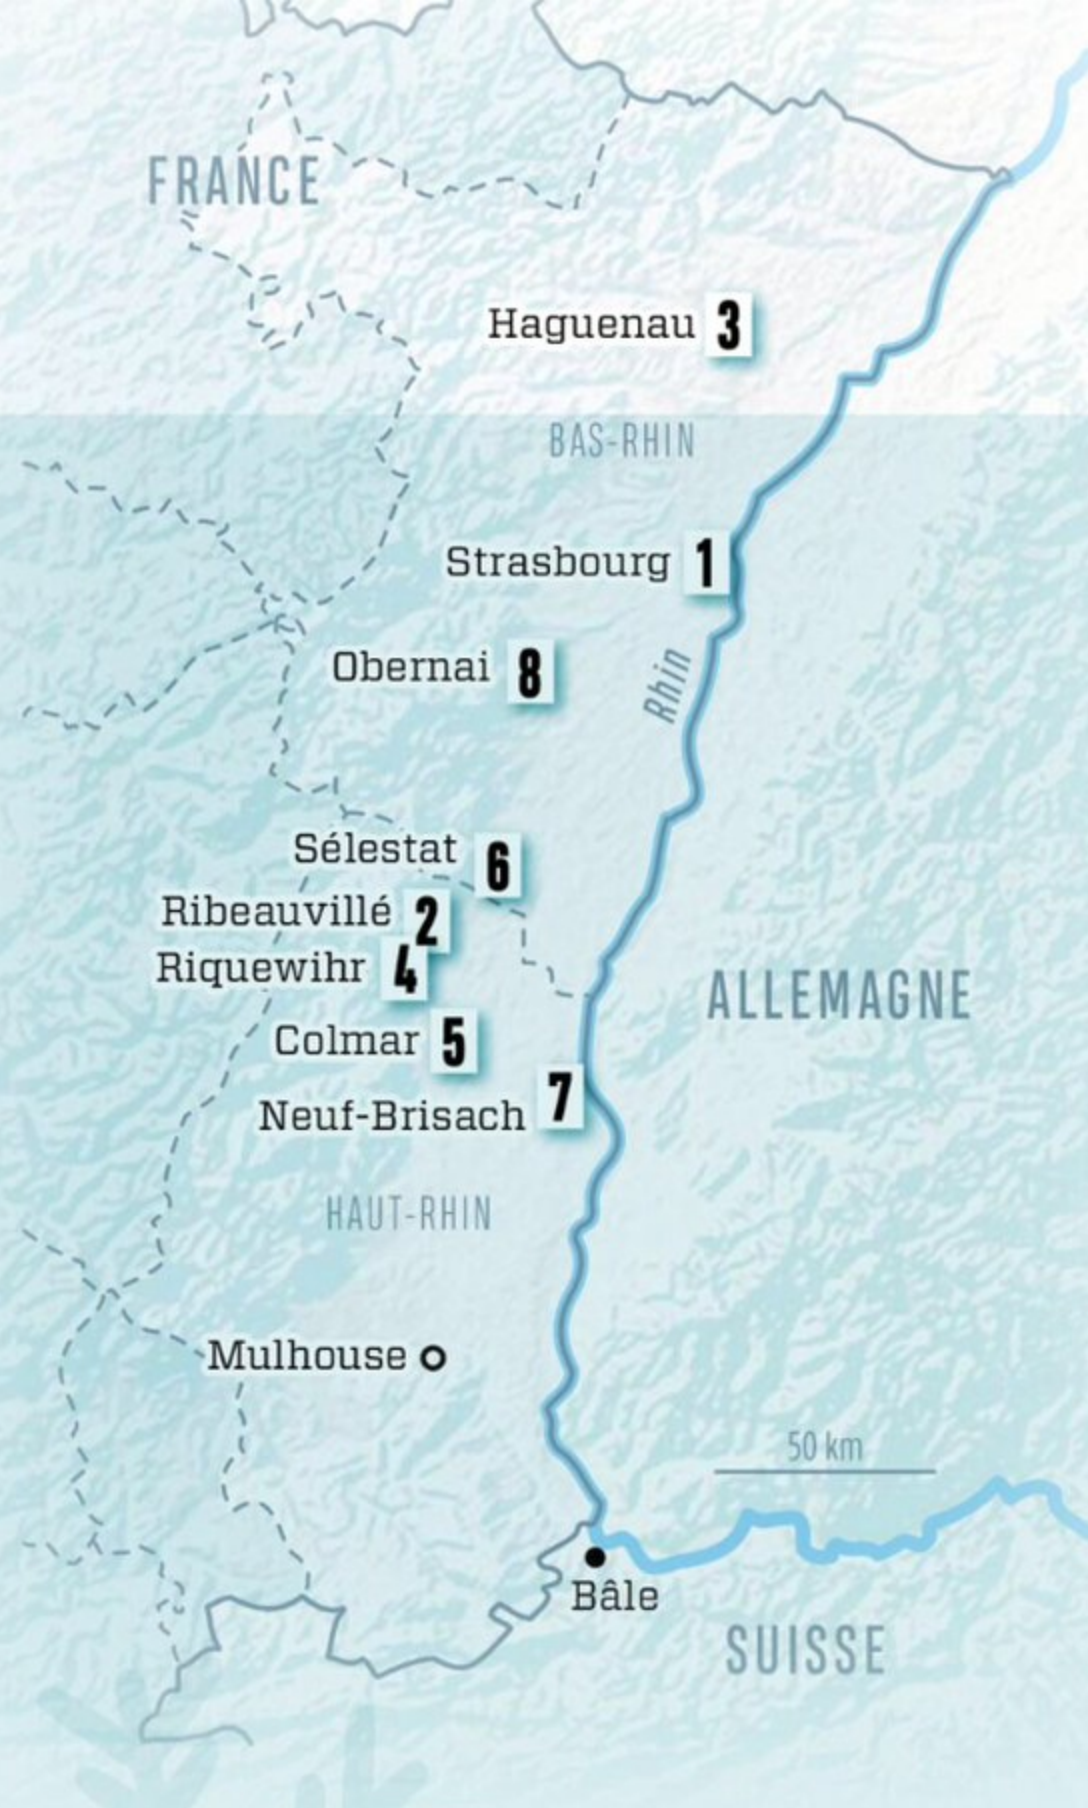 FRANCE
Haguenau 3
BAS-RHIN
Strasbourg 1
Rhin
Obernai 8
Sélestat 6
Ribeauvillé 2
Riquewihr 4
ALLEMAGNE
Colmar 5
Neuf-Brisach 7
HAUT-RHIN
Mulhouse
50 km
Bâle
SUISSE